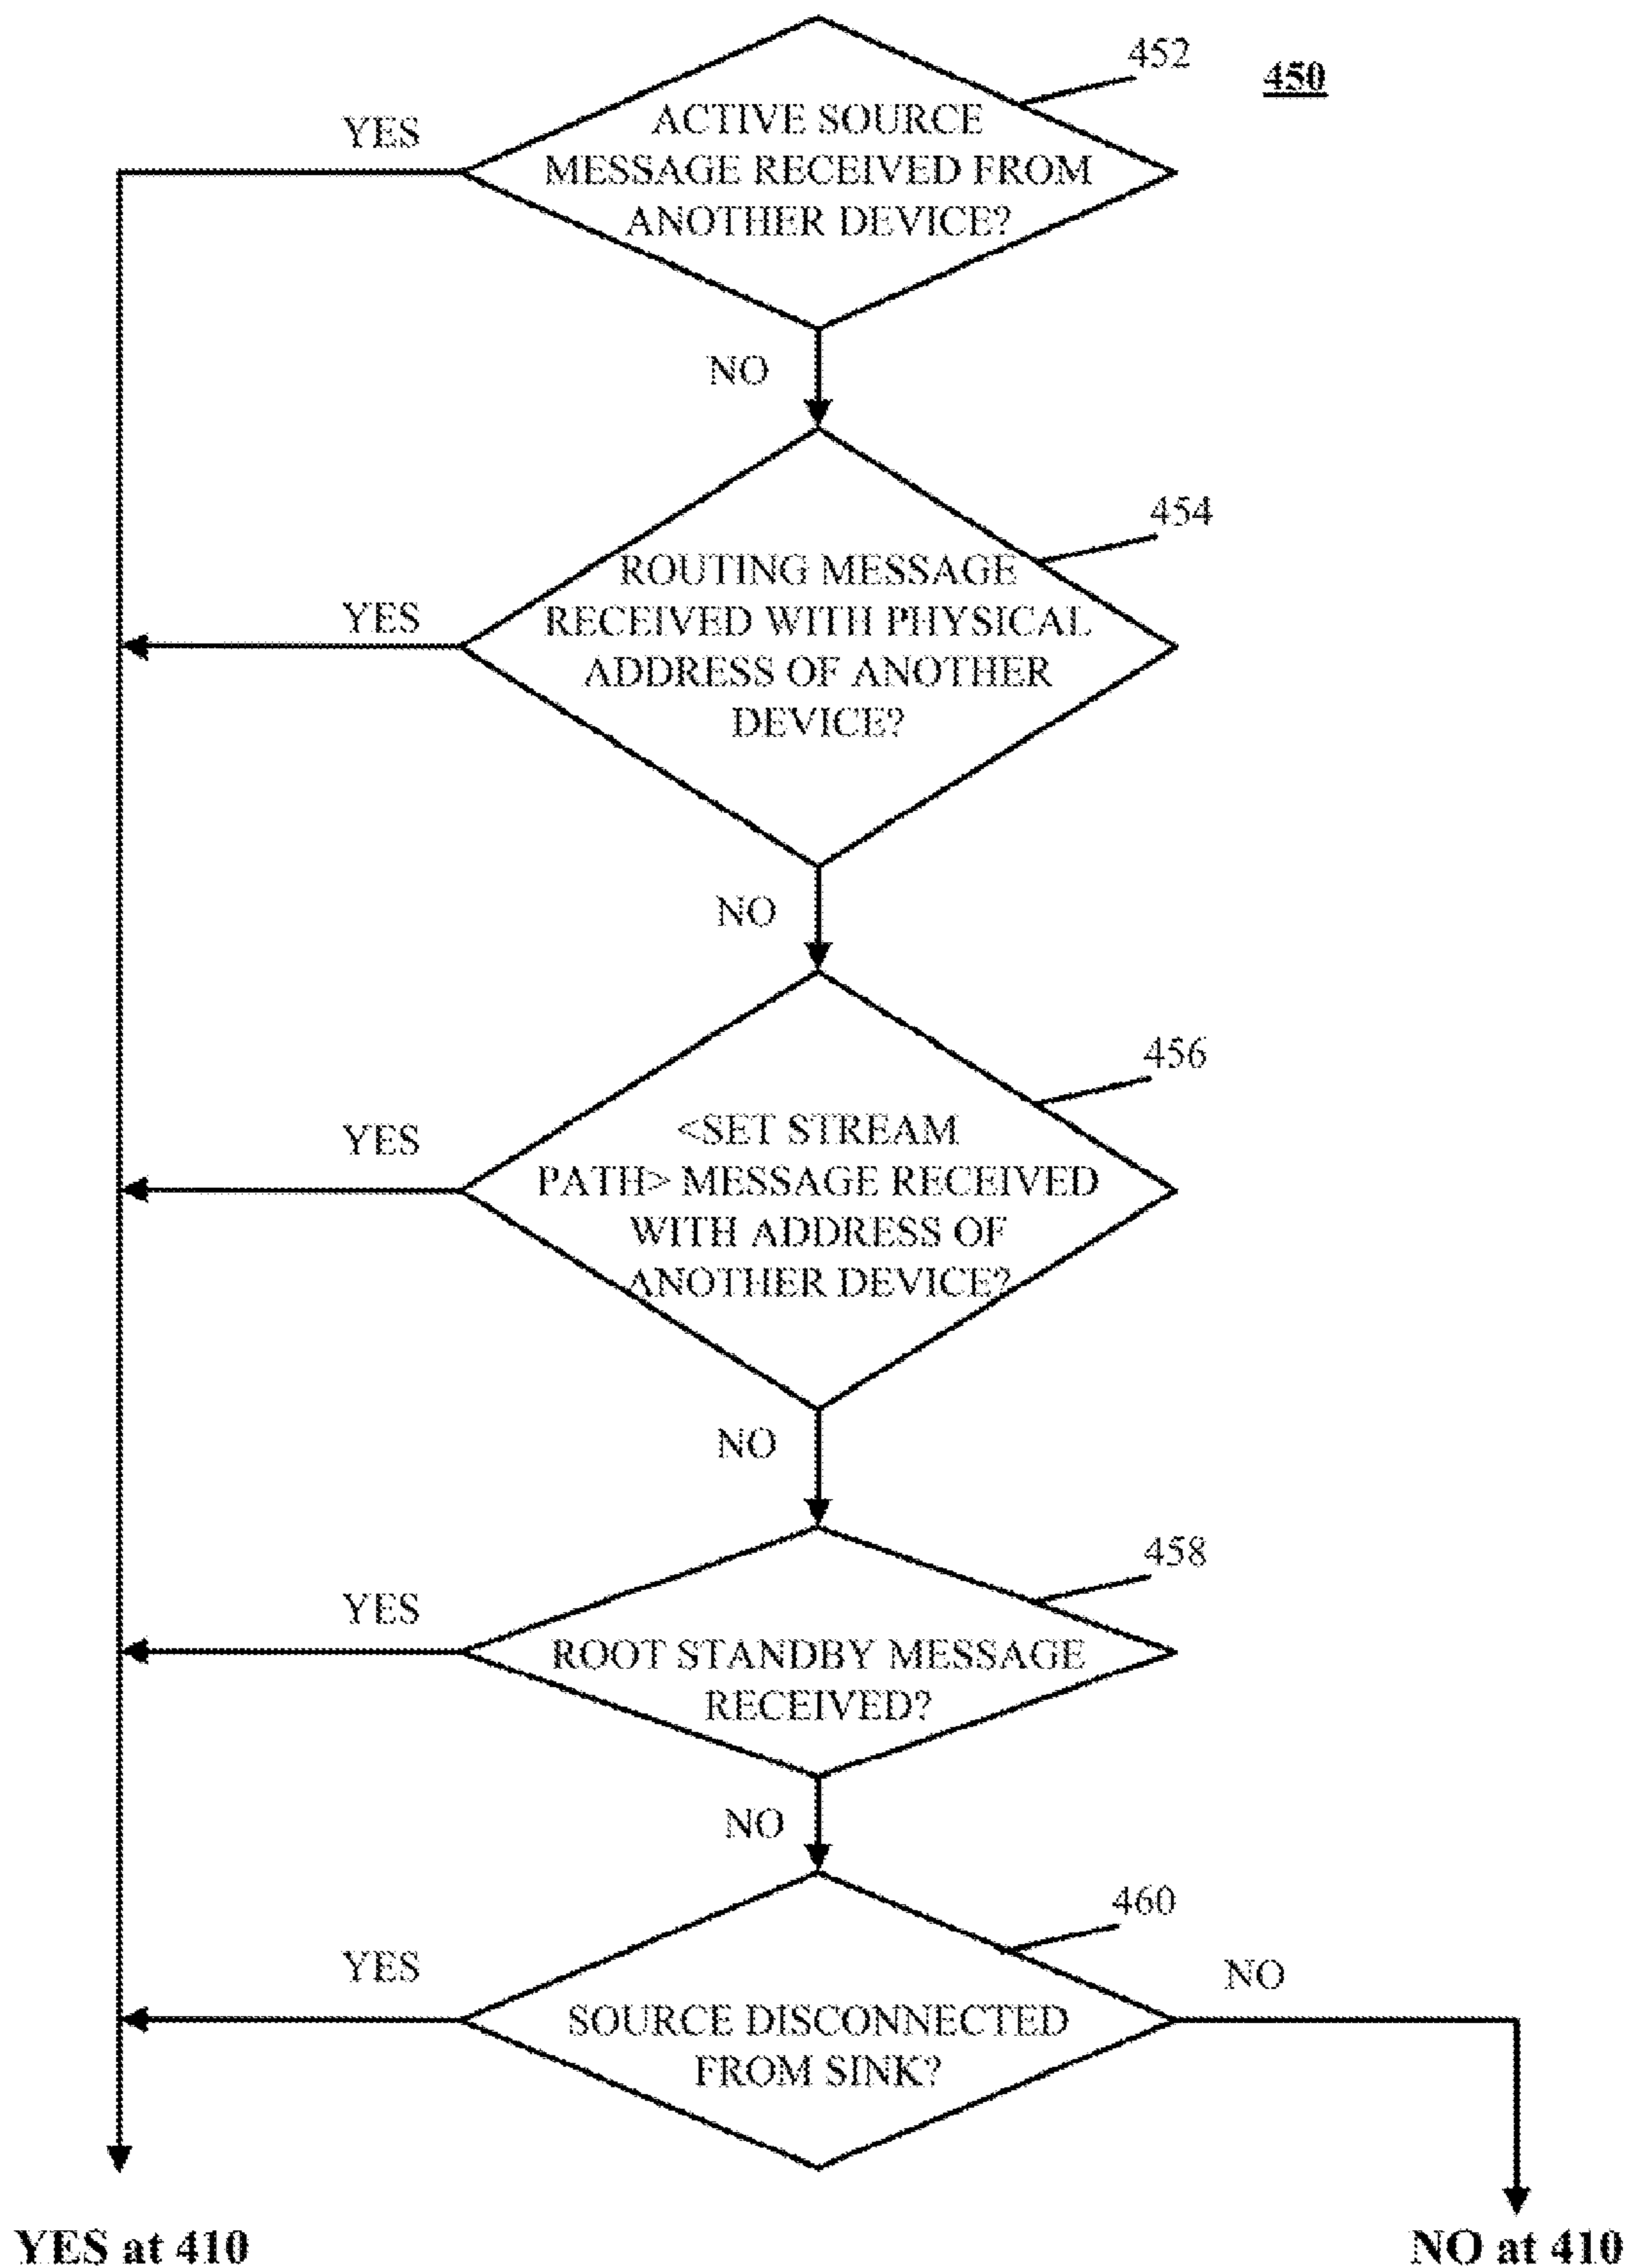 452
450
YES
ACTIVE SOURCE
MESSAGE RECEIVED FROM
ANOTHER DEVICE?
NO
454
YES
ROUTING MESSAGE
RECEIVED WITH PHYSICAL
ADDRESS OF ANOTHER
DEVICE?
NO
456
YES
<SET STREAM
PATH> MESSAGE RECEIVED
WITH ADDRESS OF
ANOTHER DEVICE?
NO
458
YES
ROOT STANDBY MESSAGE
RECEIVED?
NO
460
YES
NO
SOURCE DISCONNECTED
FROM SINK?
YES at 410
NO at 410